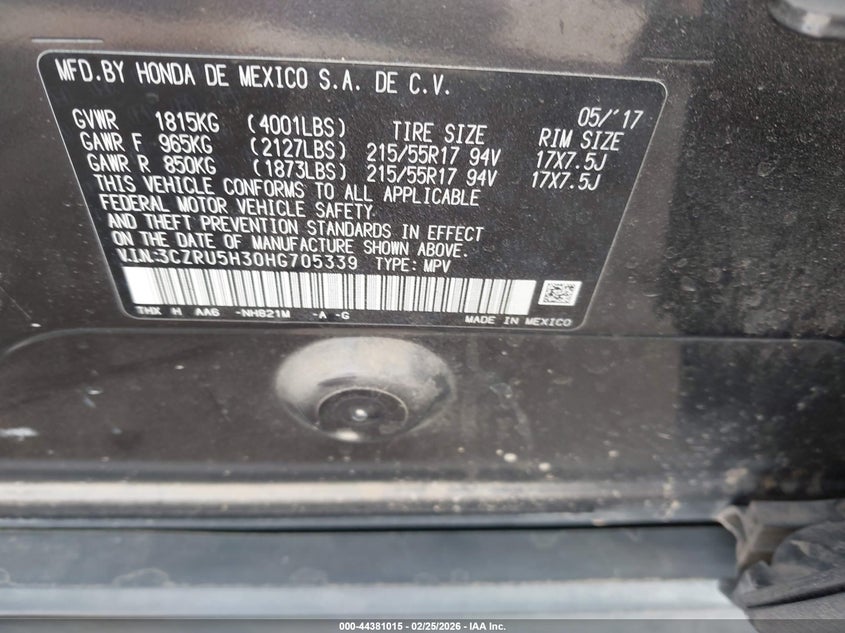 MFD.BY HONDA DE MEXICO S.A. DE C.V.
05/'17
GVWR 1815KG (4001LBS) TIRE SIZE RIM SIZE
GAWR F 965KG (2127LBS) 215/55R17 94V 17X7.5J
GAWR R 850KG (1873LBS) 215/55R17 94V 17X7.5J
THIS VEHICLE CONFORMS TO ALL APPLICABLE
FEDERAL MOTOR VEHICLE SAFETY
AND THEFT PREVENTION STANDARDS IN EFFECT
ON THE DATE OF MANUFACTURE SHOWN ABOVE.
V.I.N:3CZRU5H30HG705339 TYPE: MPV
THX H AA6 -NH821M -A -G MADE IN MEXICO
000-44381015 - 02/25/2026 - IAA Inc.